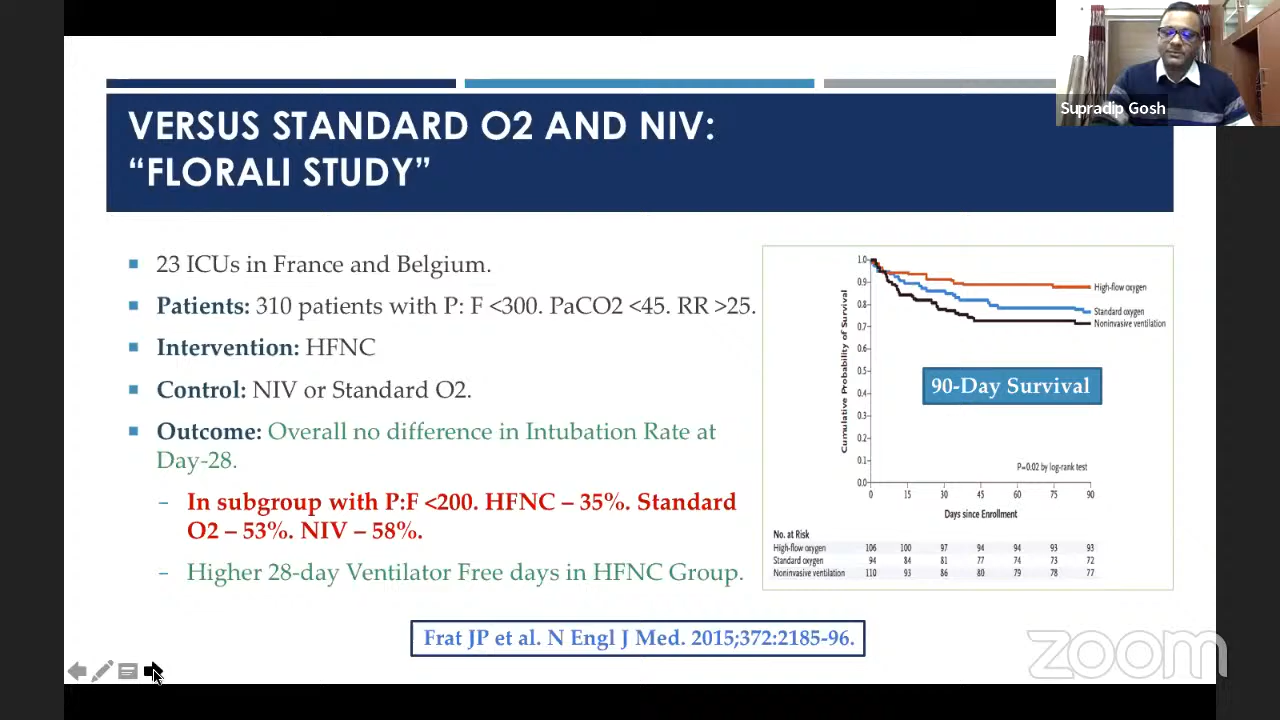 Supradip Gosh
VERSUS STANDARD O2 AND NIV:
“FLORALI STUDY”
23 ICUs in France and Belgium.
Patients: 310 patients with P: F <300. PaCO2 <45. RR >25.
Intervention: HFNC
Control: NIV or Standard O2.
Outcome: Overall no difference in Intubation Rate at
Day-28.
– In subgroup with P:F <200. HFNC – 35%. Standard
O2 – 53%. NIV – 58%.
– Higher 28-day Ventilator Free days in HFNC Group.
Cumulative Probability of Survival
1.0
0.9
0.8
0.7
0.6
0.5
0.4
0.3
0.2
0.1
0.0
High-flow oxygen
Standard oxygen
Noninvasive ventilation
90-Day Survival
P=0.02 by log-rank test
0 15 30 45 60 75 90
Days since Enrollment
No. at Risk
High-flow oxygen 106 100 97 94 94 93 93
Standard oxygen 94 84 81 77 74 73 72
Noninvasive ventilation 110 93 86 80 79 78 77
Frat JP et al. N Engl J Med. 2015;372:2185-96.
zoom